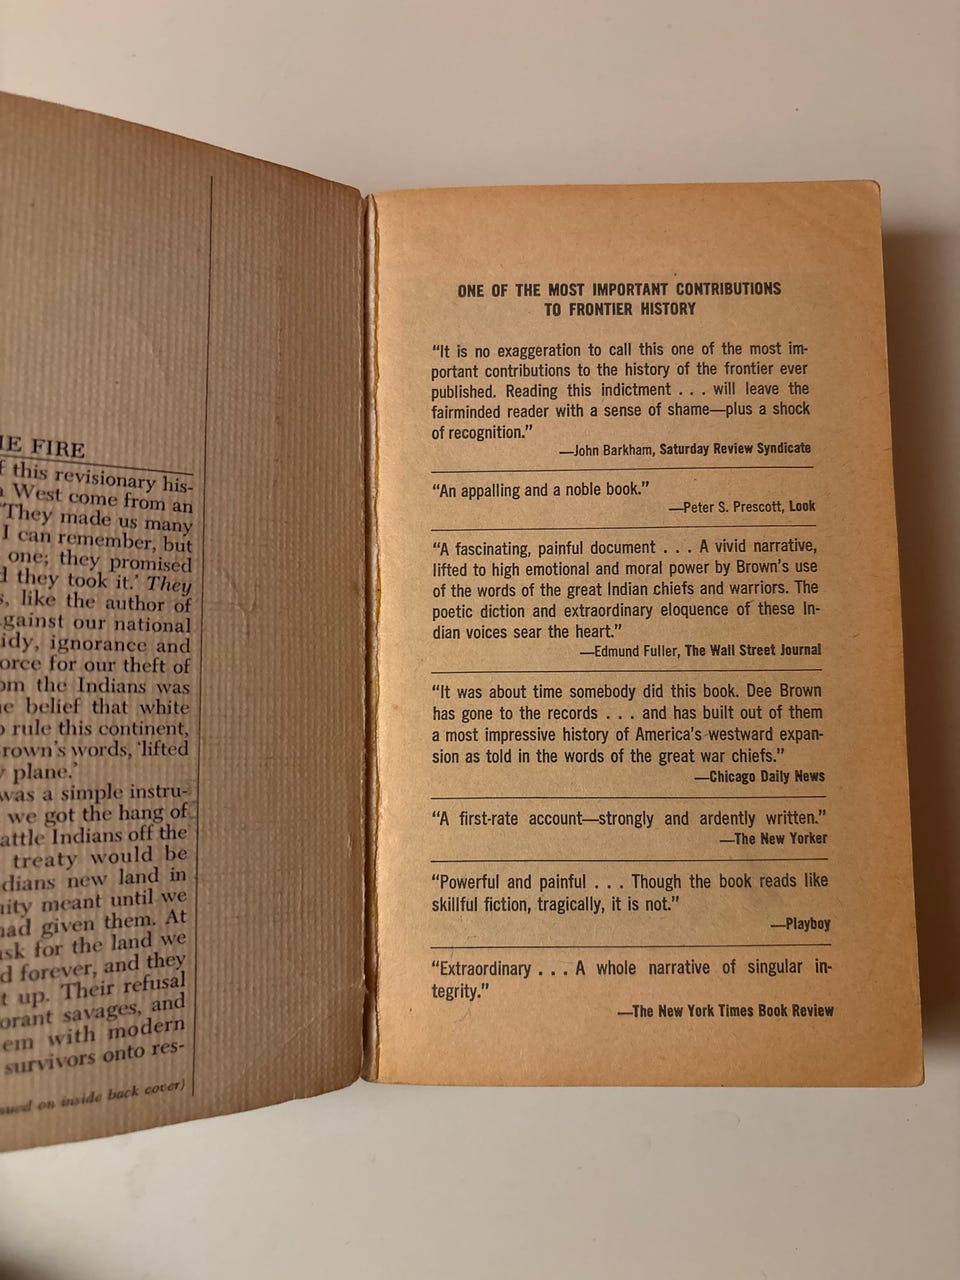 IE FIRE
f this revisionary his-
West come from an
They made us many
I can remember, but
one; they promised
d they took it.' They
s, like the author of
gainst our national
idy, ignorance and
orce for our theft of
om the Indians was
e belief that white
o rule this continent,
rown's words, 'lifted
y plane.'
was a simple instru-
we got the hang of
attle Indians off the
treaty would be
dians new land in
ity meant until we
had given them. At
ask for the land we
d forever, and they
t up. Their refusal
orant savages, and
em with modern
survivors onto res-
on inside back cover)
ONE OF THE MOST IMPORTANT CONTRIBUTIONS
TO FRONTIER HISTORY
“It is no exaggeration to call this one of the most im-
portant contributions to the history of the frontier ever
published. Reading this indictment . . . will leave the
fairminded reader with a sense of shame—plus a shock
of recognition.”
—John Barkham, Saturday Review Syndicate
“An appalling and a noble book.”
—Peter S. Prescott, Look
“A fascinating, painful document . . . A vivid narrative,
lifted to high emotional and moral power by Brown's use
of the words of the great Indian chiefs and warriors. The
poetic diction and extraordinary eloquence of these In-
dian voices sear the heart.”
—Edmund Fuller, The Wall Street Journal
“It was about time somebody did this book. Dee Brown
has gone to the records . . . and has built out of them
a most impressive history of America's westward expan-
sion as told in the words of the great war chiefs.”
—Chicago Daily News
“A first-rate account—strongly and ardently written.”
—The New Yorker
“Powerful and painful . . . Though the book reads like
skillful fiction, tragically, it is not.”
—Playboy
“Extraordinary . . . A whole narrative of singular in-
tegrity.”
—The New York Times Book Review